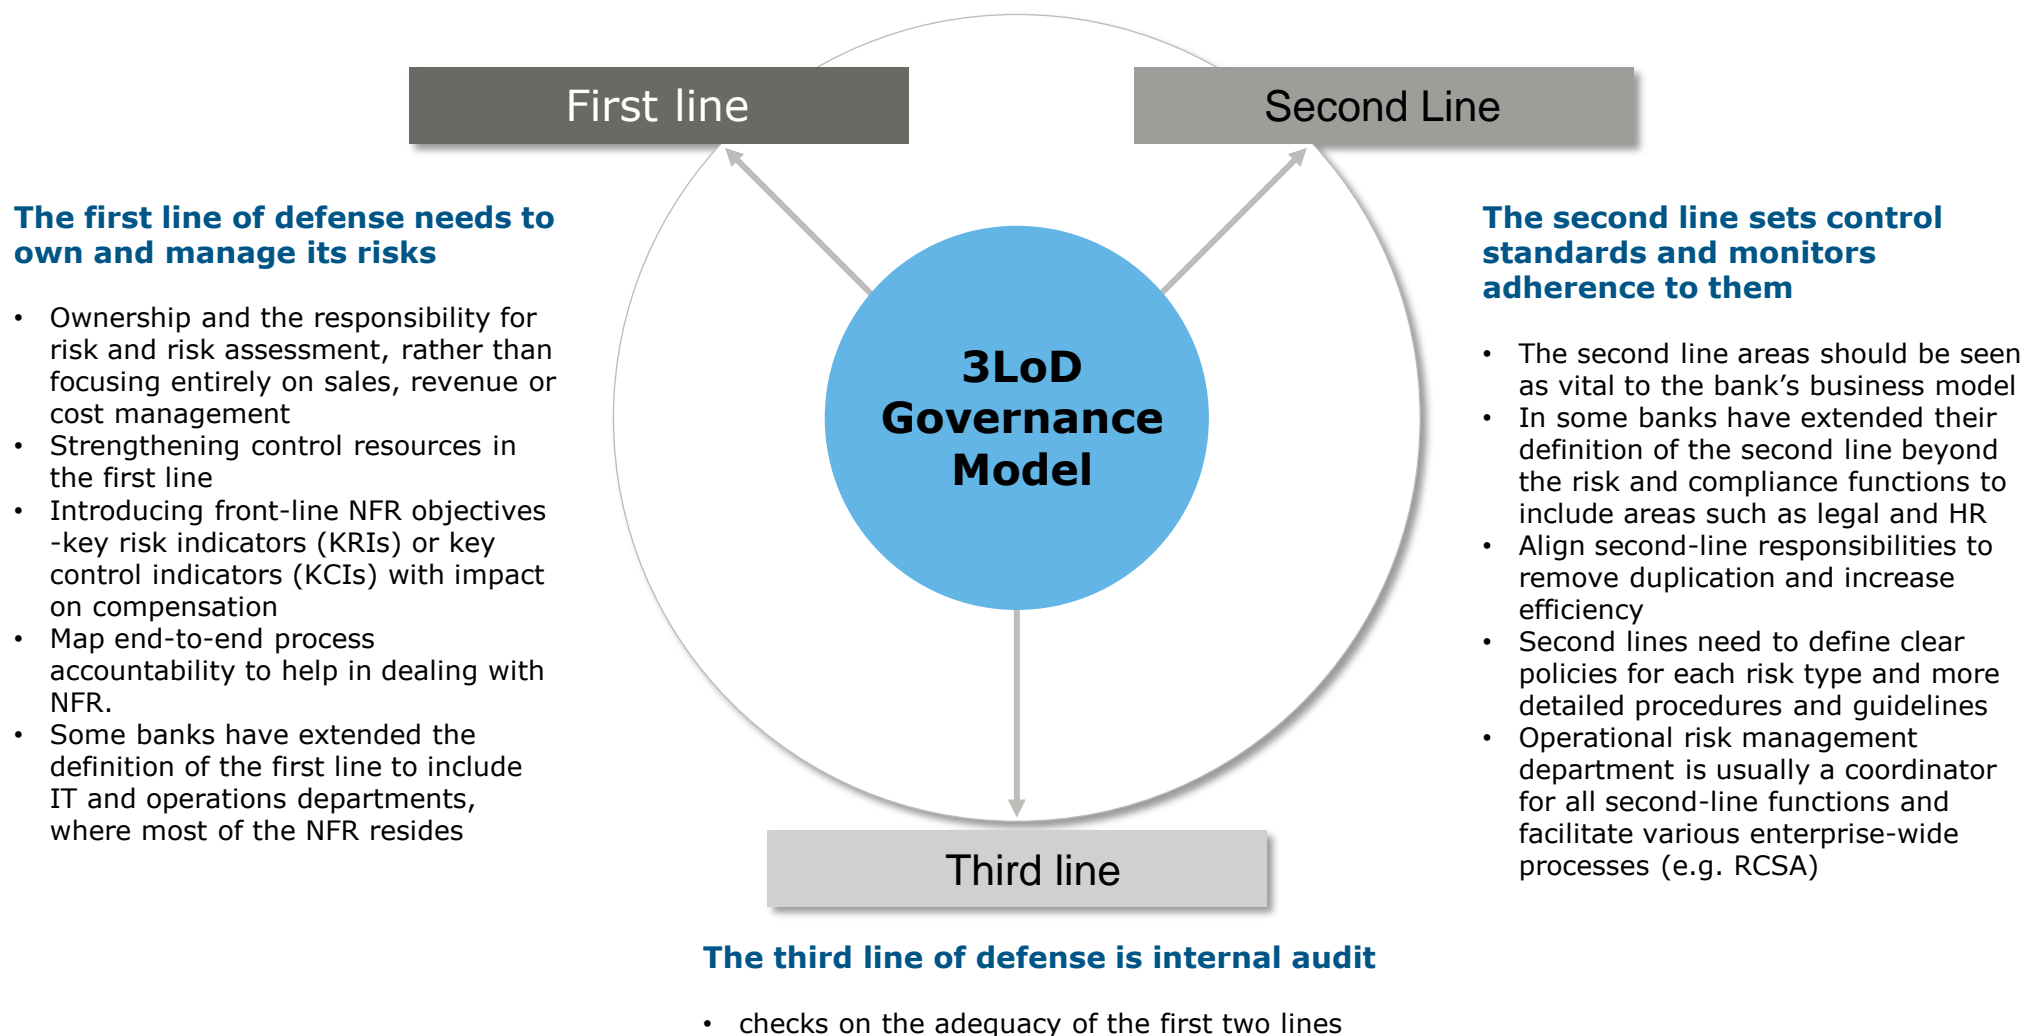 First line
Second Line
The first line of defense needs to
own and manage its risks
• Ownership and the responsibility for
risk and risk assessment, rather than
focusing entirely on sales, revenue or
cost management
• Strengthening control resources in
the first line
• Introducing front-line NFR objectives
-key risk indicators (KRIs) or key
control indicators (KCIs) with impact
on compensation
• Map end-to-end process
accountability to help in dealing with
NFR.
• Some banks have extended the
definition of the first line to include
IT and operations departments,
where most of the NFR resides
3LoD
Governance
Model
The second line sets control
standards and monitors
adherence to them
• The second line areas should be seen
as vital to the bank’s business model
• In some banks have extended their
definition of the second line beyond
the risk and compliance functions to
include areas such as legal and HR
• Align second-line responsibilities to
remove duplication and increase
efficiency
• Second lines need to define clear
policies for each risk type and more
detailed procedures and guidelines
• Operational risk management
department is usually a coordinator
for all second-line functions and
facilitate various enterprise-wide
processes (e.g. RCSA)
Third line
The third line of defense is internal audit
• checks on the adequacy of the first two lines